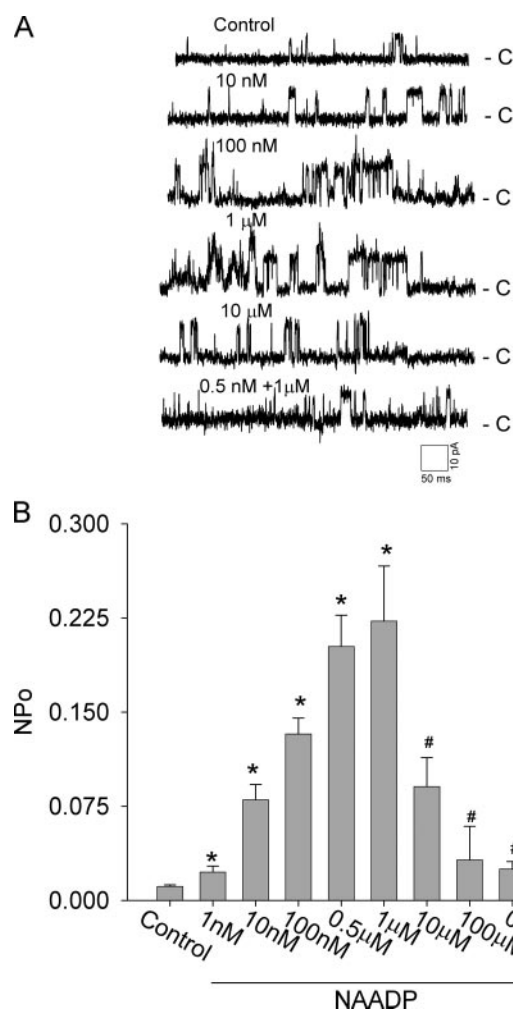 A
Control
- C
10 nM
- C
100 nM
- C
1 μM
- C
10 μM
- C
0.5 nM +1μM
- C
10 pA
50 ms
B
0.300
0.225
0.150
0.075
0.000
NPo
*
*
*
*
*
#
#
Control
1nM
10nM
100nM
0.5μM
1μM
10μM
100μM
NAADP